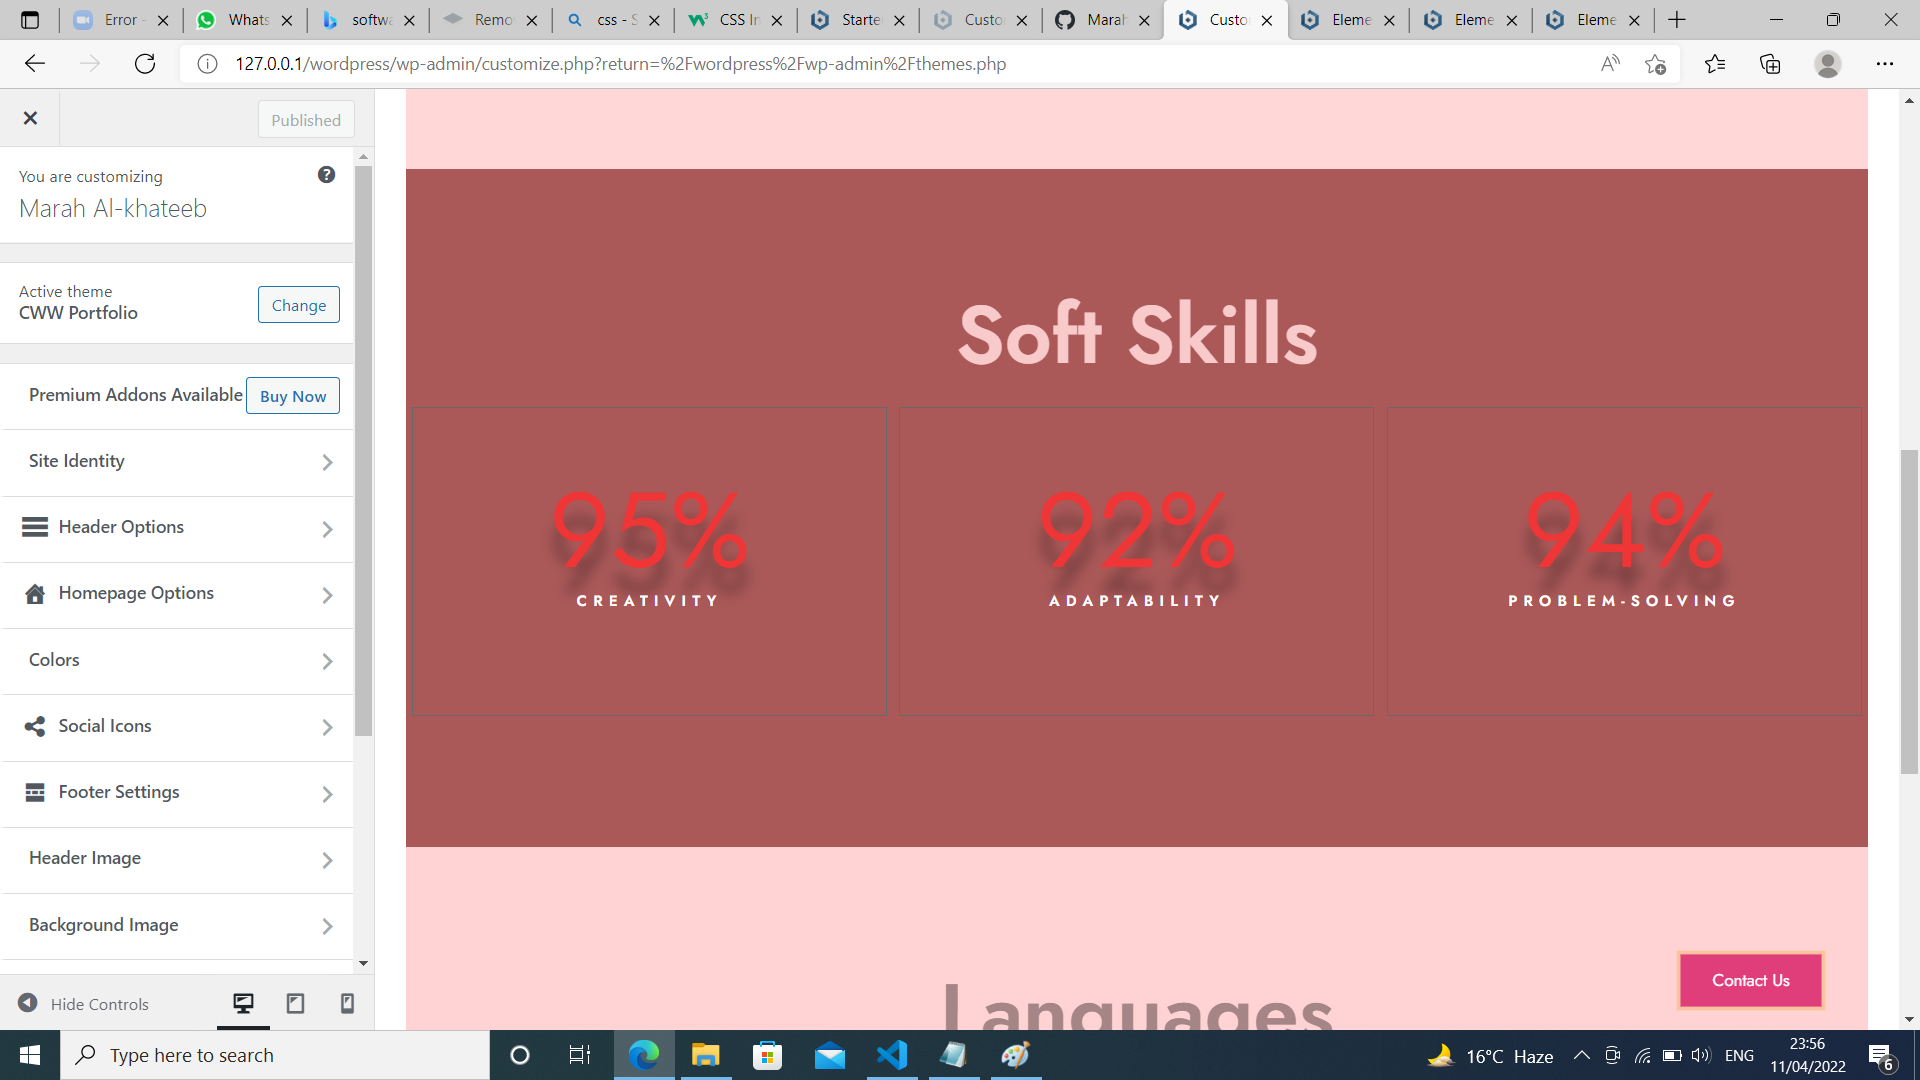 Error -
Whats
softwa
Remo
css - S
CSS In
Starte
Custo
Marah
Custo
Eleme
Eleme
Eleme
127.0.0.1/wordpress/wp-admin/customize.php?return=%2Fwordpress%2Fwp-admin%2Fthemes.php
Published
You are customizing
Marah Al-khateeb
Active theme
CWW Portfolio
Change
Premium Addons Available
Buy Now
Site Identity
Header Options
Homepage Options
Colors
Social Icons
Footer Settings
Header Image
Background Image
Hide Controls
Soft Skills
95%
CREATIVITY
92%
ADAPTABILITY
94%
PROBLEM-SOLVING
Languages
Contact Us
Type here to search
16°C Haze
ENG
23:56
11/04/2022
6